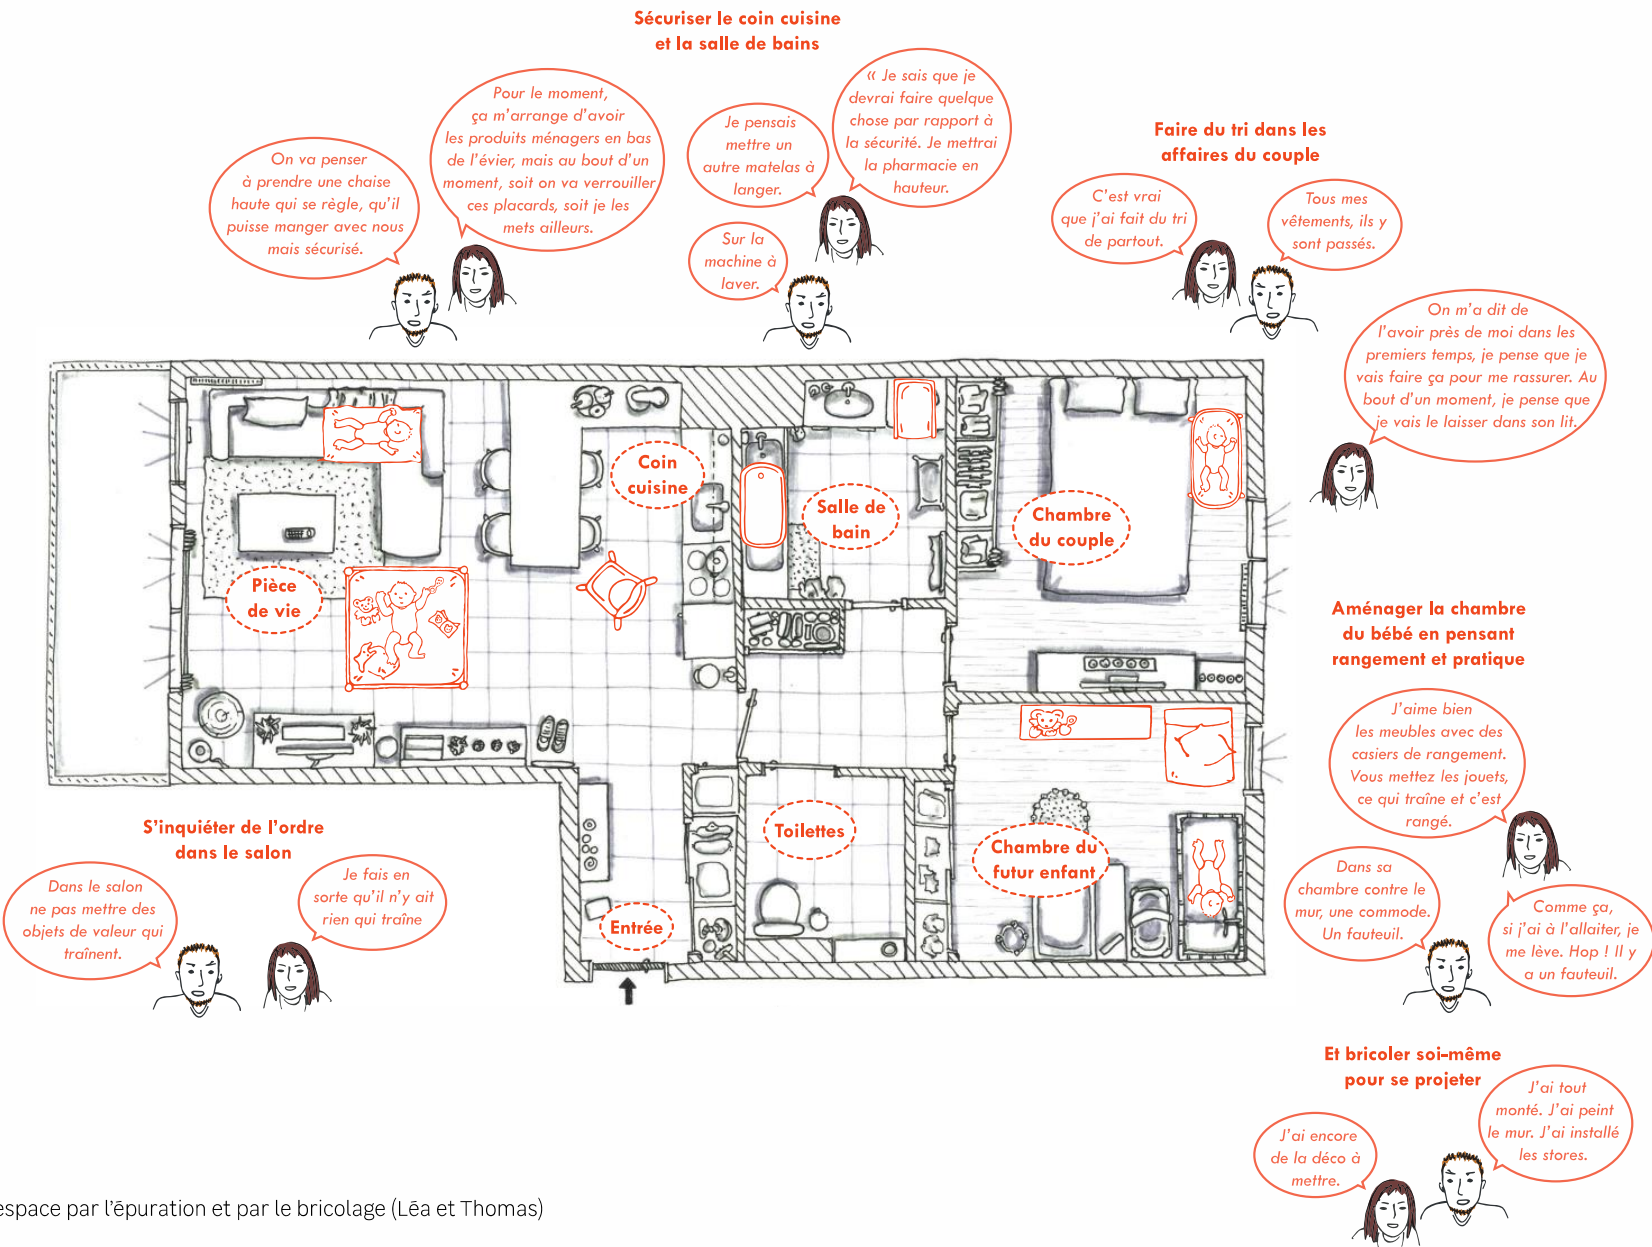 Sécuriser le coin cuisine
et la salle de bains
On va penser
à prendre une chaise
haute qui se règle, qu'il
puisse manger avec nous
mais sécurisé.
Pour le moment,
ça m'arrange d'avoir
les produits ménagers en bas
de l'évier, mais au bout d'un
moment, soit on va verrouiller
ces placards, soit je les
mets ailleurs.
Je pensais
mettre un
autre matelas à
langer.
« Je sais que je
devrai faire quelque
chose par rapport à
la sécurité. Je mettrai
la pharmacie en
hauteur.
Sur la
machine à
laver.
Faire du tri dans les
affaires du couple
C'est vrai
que j'ai fait du tri
de partout.
Tous mes
vêtements, ils y
sont passés.
On m'a dit de
l'avoir près de moi dans les
premiers temps, je pense que je
vais faire ça pour me rassurer. Au
bout d'un moment, je pense que
je vais le laisser dans son lit.
Coin
cuisine
Salle de
bain
Chambre
du couple
Pièce
de vie
Toilettes
Chambre du
futur enfant
Entrée
Aménager la chambre
du bébé en pensant
rangement et pratique
J'aime bien
les meubles avec des
casiers de rangement.
Vous mettez les jouets,
ce qui traîne et c'est
rangé.
Dans sa
chambre contre le
mur, une commode.
Un fauteuil.
Comme ça,
si j'ai à l'allaiter, je
me lève. Hop ! Il y
a un fauteuil.
S'inquiéter de l'ordre
dans le salon
Dans le salon
ne pas mettre des
objets de valeur qui
traînent.
Je fais en
sorte qu'il n'y ait
rien qui traîne
Et bricoler soi-même
pour se projeter
J'ai encore
de la déco à
mettre.
J'ai tout
monté. J'ai peint
le mur. J'ai installé
les stores.
espace par l'épuration et par le bricolage (Léa et Thomas)